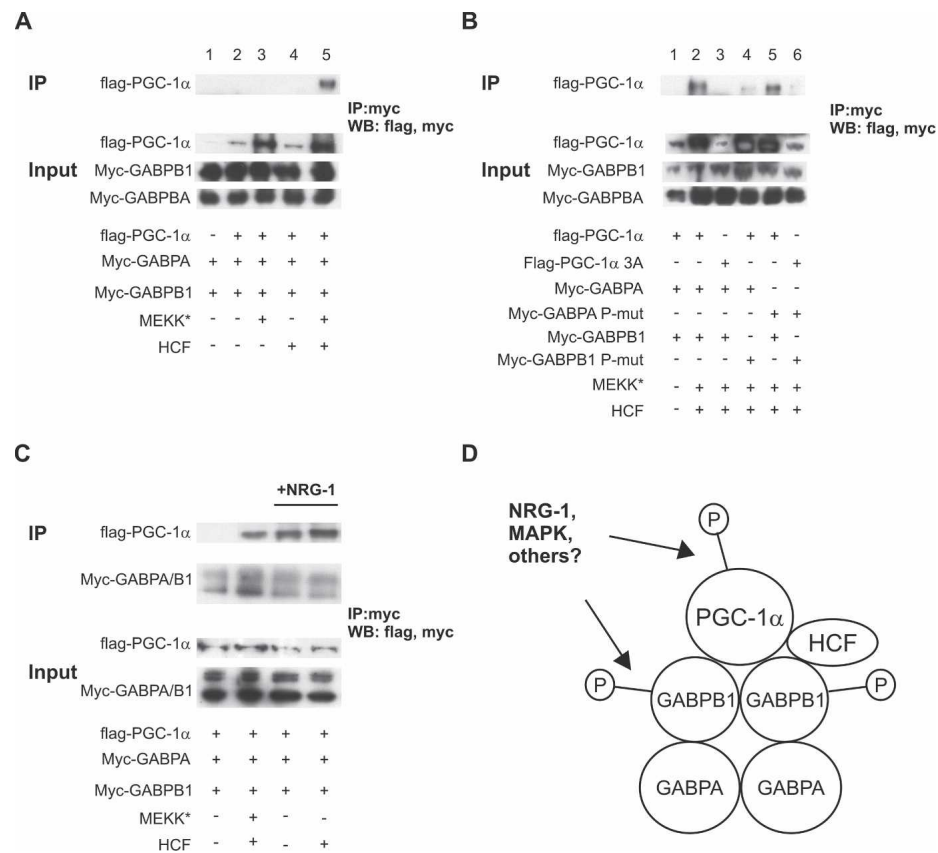 A
1 2 3 4 5
IP flag-PGC-1α
IP:myc
WB: flag, myc
flag-PGC-1α
Input Myc-GABPB1
Myc-GABPBA
flag-PGC-1α - + + + +
Myc-GABPA + + + + +
Myc-GABPB1 + + + + +
MEKK* - - + - +
HCF - - - + +
B
1 2 3 4 5 6
IP flag-PGC-1α
IP:myc
WB: flag, myc
flag-PGC-1α
Input Myc-GABPB1
Myc-GABPBA
flag-PGC-1α + + - + + -
Flag-PGC-1α 3A - - + - - +
Myc-GABPA + + + + - -
Myc-GABPA P-mut - - - - + +
Myc-GABPB1 + + + - + -
Myc-GABPB1 P-mut - - - + - +
MEKK* - + + + + +
HCF - + + + + +
C
+NRG-1
IP flag-PGC-1α
Myc-GABPA/B1
IP:myc
WB: flag, myc
flag-PGC-1α
Input
Myc-GABPA/B1
flag-PGC-1α + + + +
Myc-GABPA + + + +
Myc-GABPB1 + + + +
MEKK* - + - -
HCF - + - +
D
NRG-1,
MAPK,
others?
P
PGC-1α
HCF
P GABPB1 GABPB1 P
GABPA GABPA